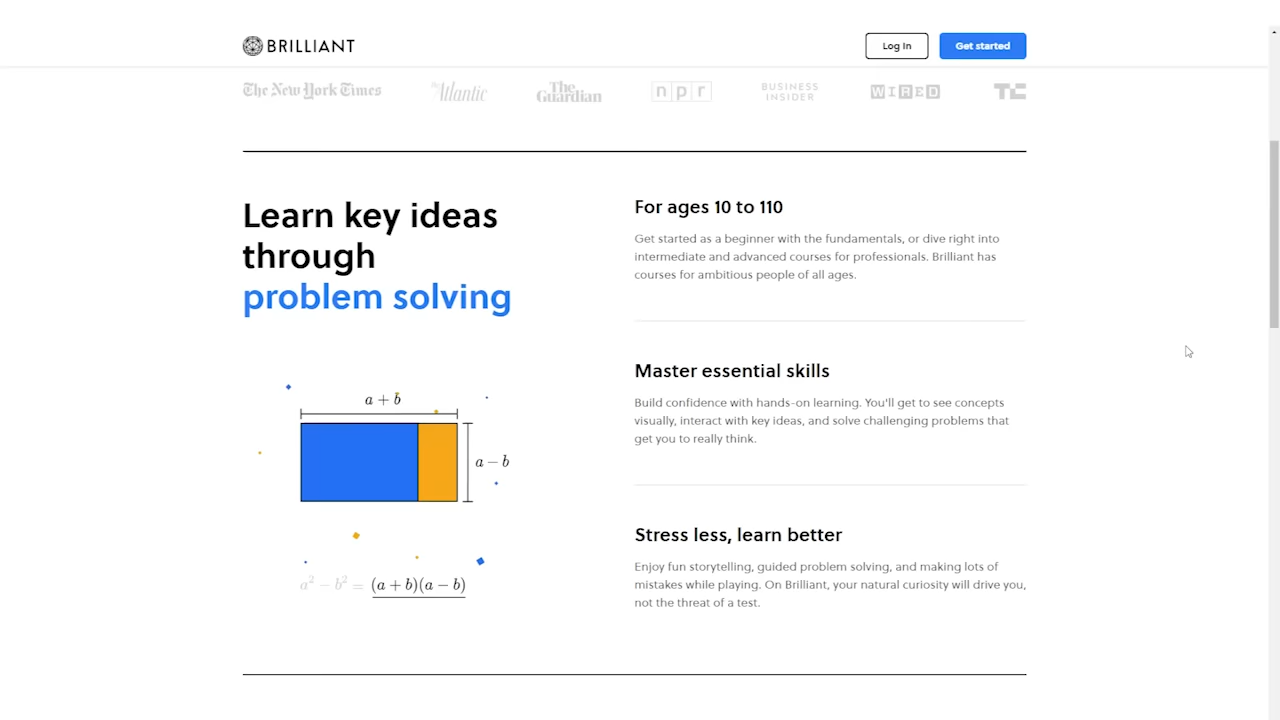 BRILLIANT
Log In
Get started
The New York Times
The Atlantic
The Guardian
npr
BUSINESS INSIDER
WIRED
TC
Learn key ideas
through
problem solving
a + b
a − b
a² − b² = (a + b)(a − b)
For ages 10 to 110
Get started as a beginner with the fundamentals, or dive right into
intermediate and advanced courses for professionals. Brilliant has
courses for ambitious people of all ages.
Master essential skills
Build confidence with hands-on learning. You'll get to see concepts
visually, interact with key ideas, and solve challenging problems that
get you to really think.
Stress less, learn better
Enjoy fun storytelling, guided problem solving, and making lots of
mistakes while playing. On Brilliant, your natural curiosity will drive you,
not the threat of a test.